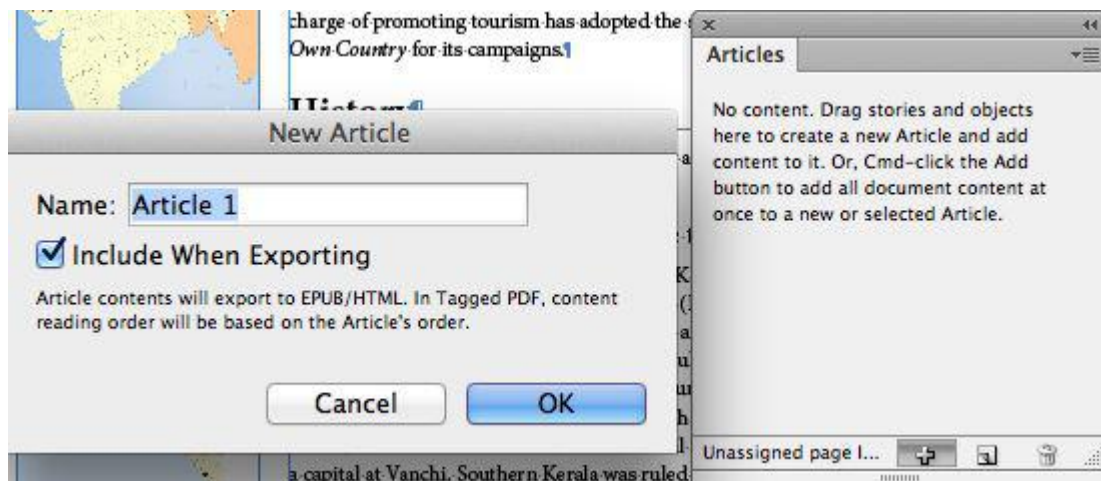 charge of promoting tourism has adopted the
Own Country for its campaigns.¶
History¶
New Article
Name: Article 1
Include When Exporting
Article contents will export to EPUB/HTML. In Tagged PDF, content
reading order will be based on the Article's order.
Cancel OK
a capital at Vanchi. Southern Kerala was ruled
Articles
No content. Drag stories and objects
here to create a new Article and add
content to it. Or, Cmd-click the Add
button to add all document content at
once to a new or selected Article.
Unassigned page I...